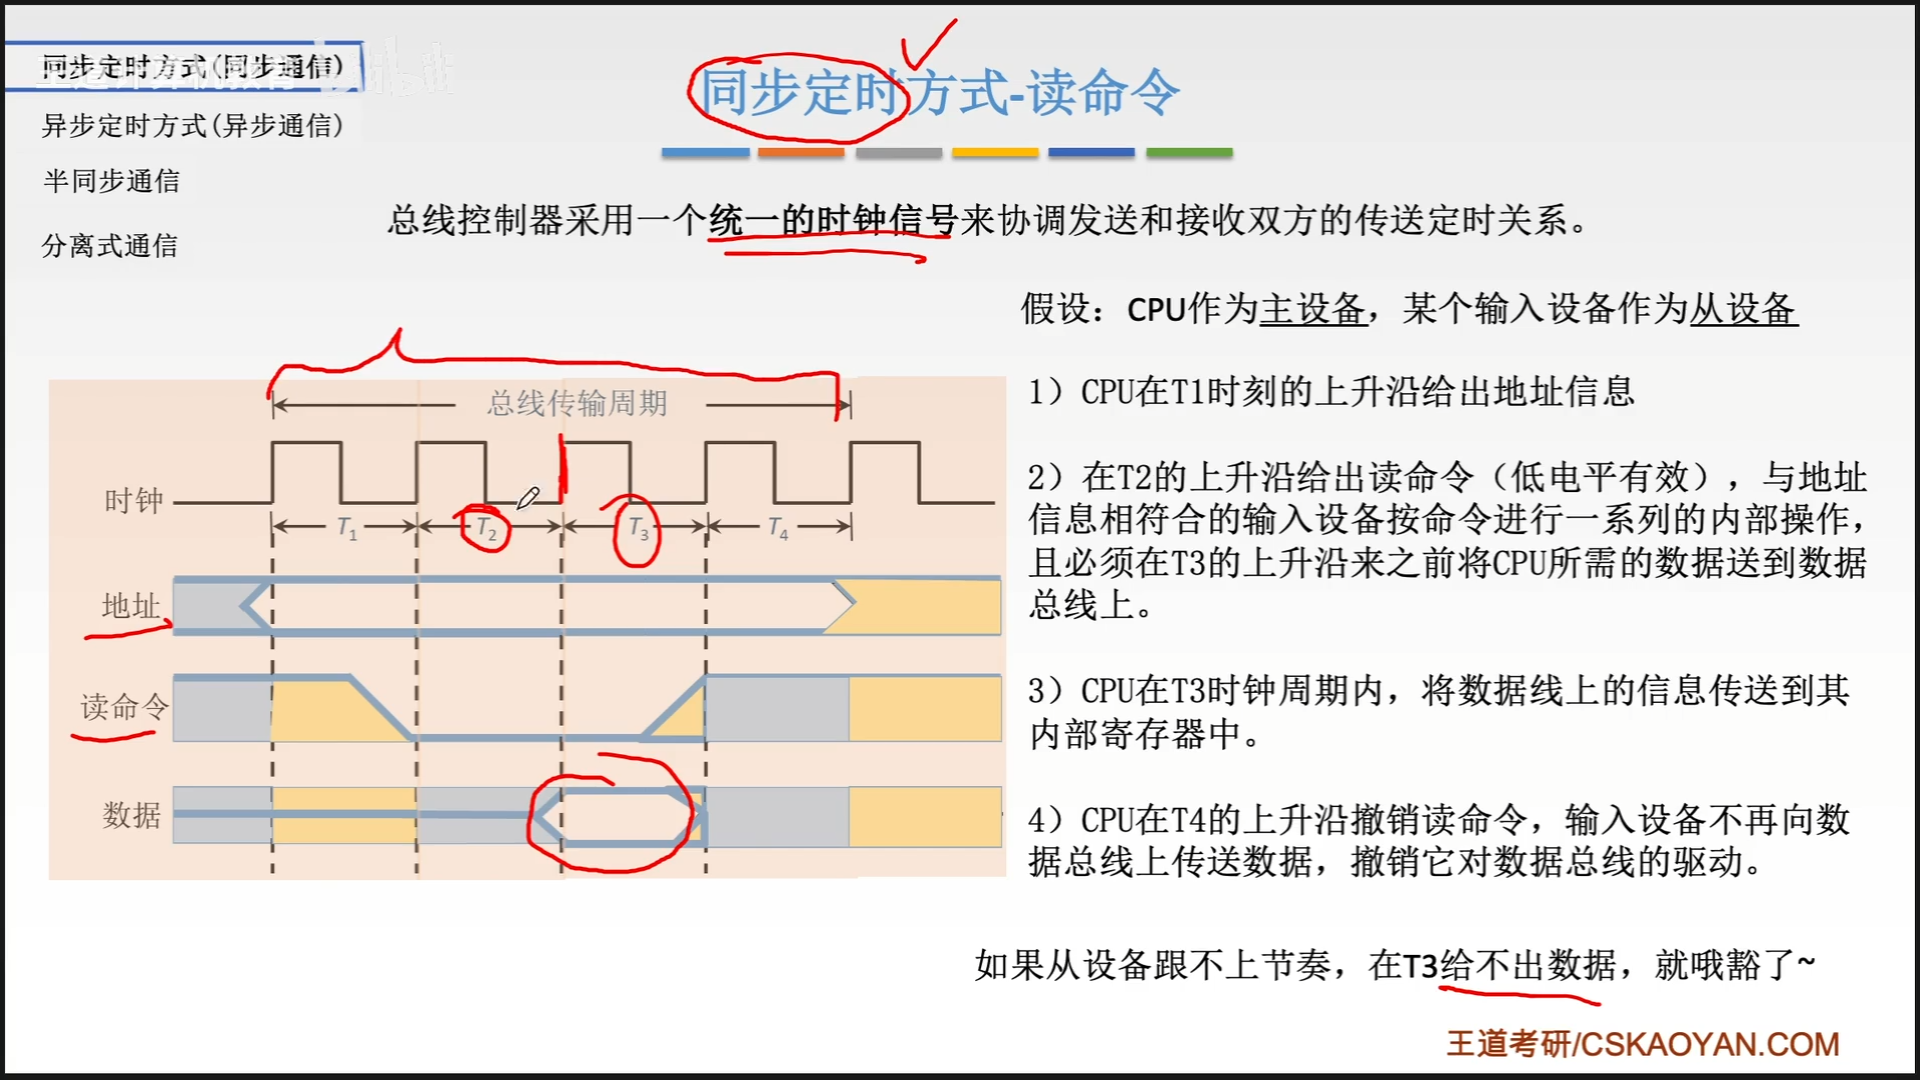 同步定时方式(同步通信)
异步定时方式(异步通信)
半同步通信
分离式通信
同步定时方式-读命令
总线控制器采用一个统一的时钟信号来协调发送和接收双方的传送定时关系。
假设：CPU作为主设备，某个输入设备作为从设备
总线传输周期
时钟
T1
T2
T3
T4
地址
读命令
数据
1）CPU在T1时刻的上升沿给出地址信息
2）在T2的上升沿给出读命令（低电平有效），与地址
信息相符合的输入设备按命令进行一系列的内部操作，
且必须在T3的上升沿来之前将CPU所需的数据送到数据
总线上。
3）CPU在T3时钟周期内，将数据线上的信息传送到其
内部寄存器中。
4）CPU在T4的上升沿撤销读命令，输入设备不再向数
据总线上传送数据，撤销它对数据总线的驱动。
如果从设备跟不上节奏，在T3给不出数据，就哦豁了~
王道考研/CSKAOYAN.COM